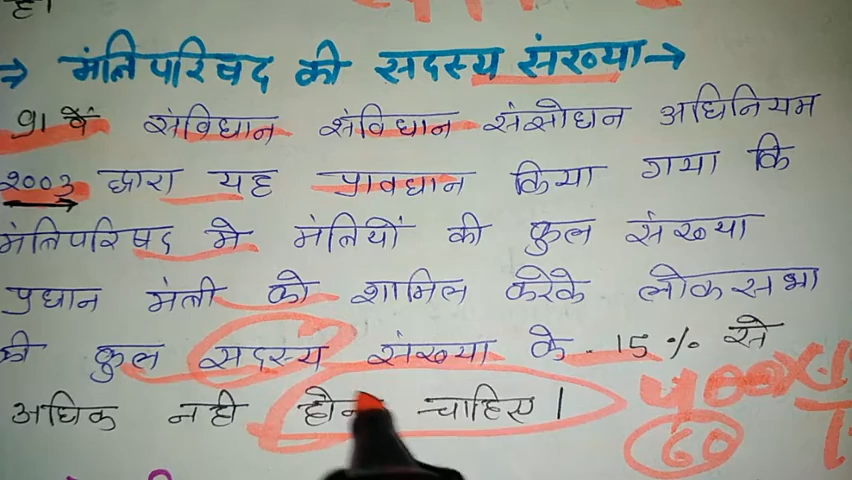 है।
→ मंत्रिपरिषद की सदस्य संख्या→
91 वें संविधान संविधान संसोधन अधिनियम
2003 द्वारा यह प्रावधान किया गया कि
मंत्रिपरिषद मे मंत्रियों की कुल संख्या
प्रधान मंत्री को शामिल करके लोकसभा
की कुल सदस्य संख्या के 15% से
अधिक नही होना चाहिए।
400×
60